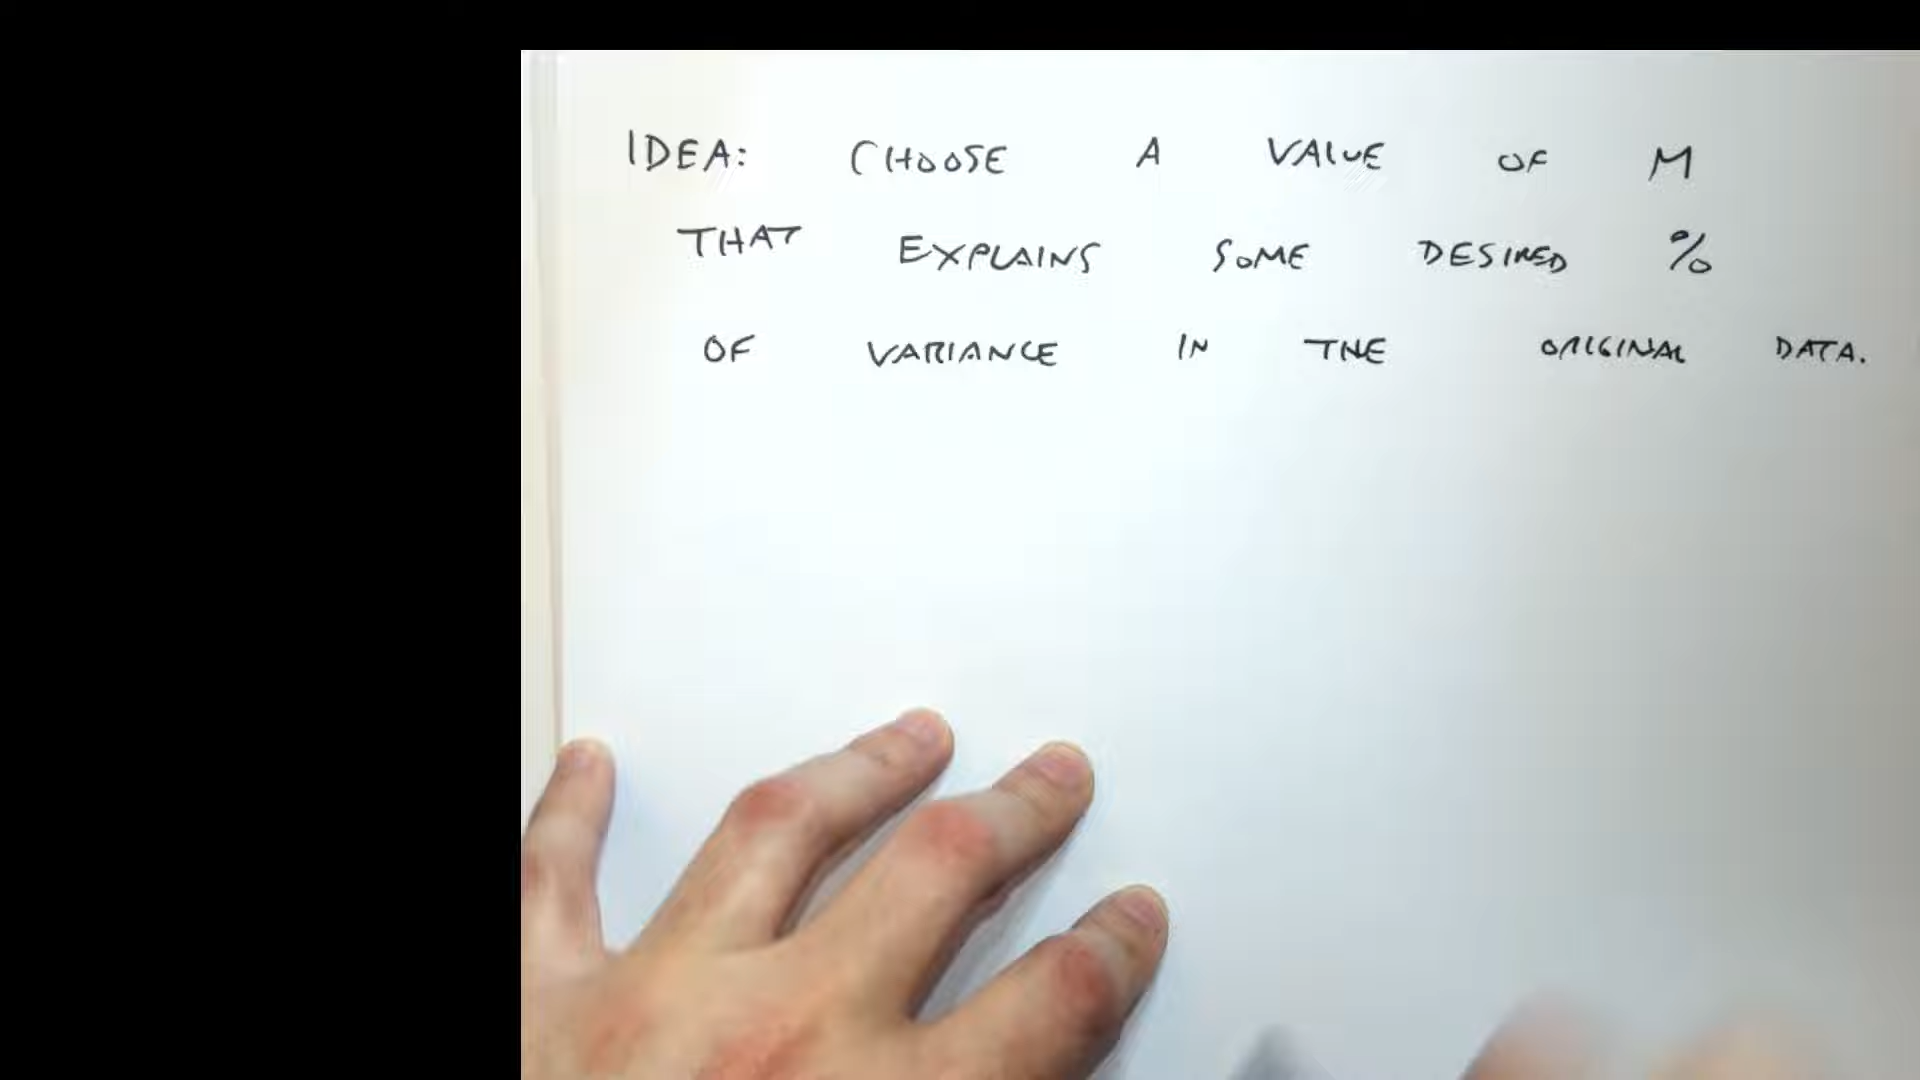 IDEA: CHOOSE A VALUE OF M
THAT EXPLAINS SOME DESIRED %
OF VARIANCE IN THE ORIGINAL DATA.